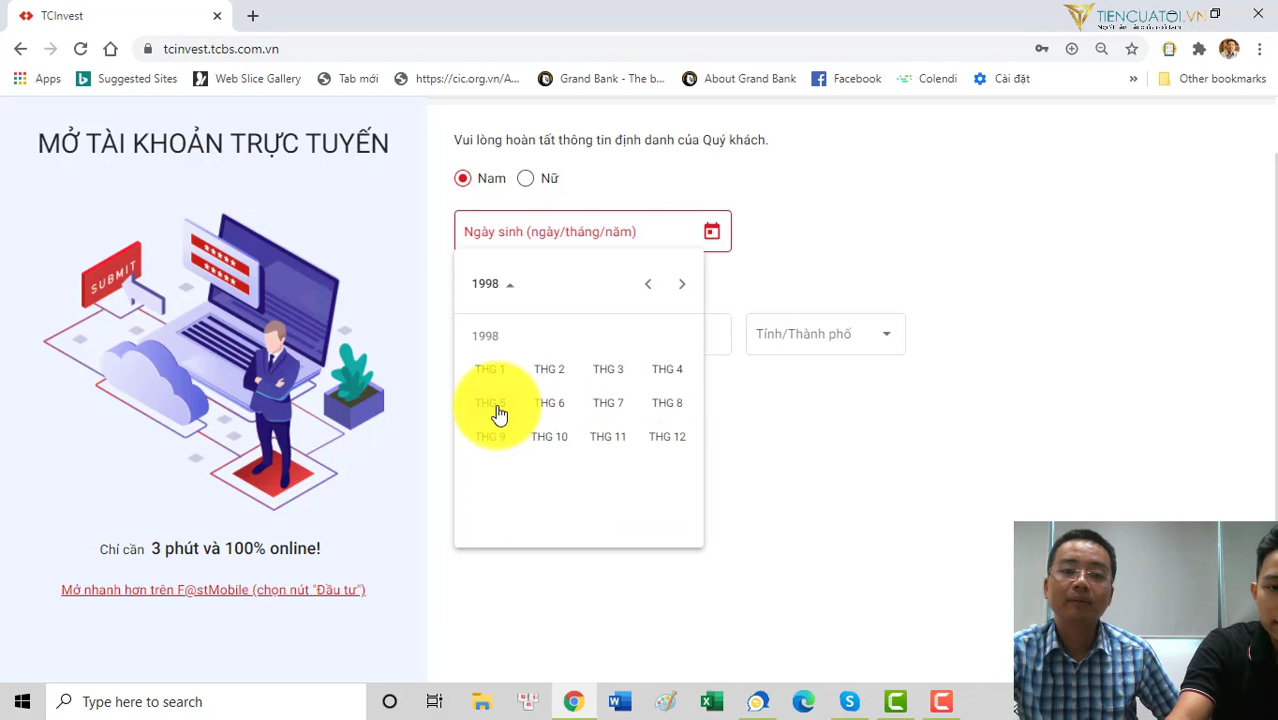 TCInvest
TIENCUATOI.VN
tcinvest.tcbs.com.vn
Apps
Suggested Sites
Web Slice Gallery
Tab mới
https://cic.org.vn/A...
Grand Bank - The b...
About Grand Bank
Facebook
Colendi
Cài đặt
»
Other bookmarks
MỞ TÀI KHOẢN TRỰC TUYẾN
SUBMIT
Chỉ cần 3 phút và 100% online!
Mở nhanh hơn trên F@stMobile (chọn nút "Đầu tư")
Vui lòng hoàn tất thông tin định danh của Quý khách.
Nam Nữ
Ngày sinh (ngày/tháng/năm)
1998
Tỉnh/Thành phố
1998
THG 1 THG 2 THG 3 THG 4
THG 5 THG 6 THG 7 THG 8
THG 9 THG 10 THG 11 THG 12
Type here to search